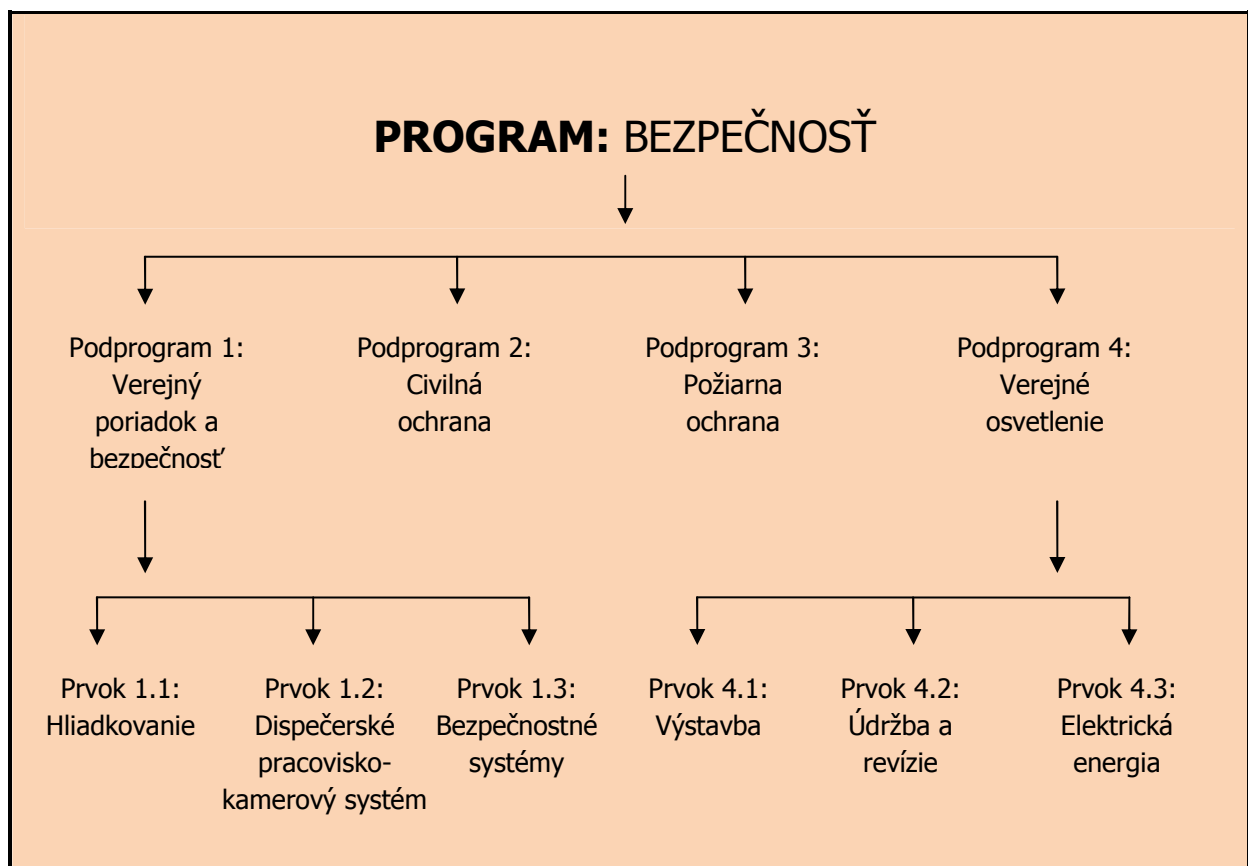 PROGRAM: BEZPEČNOSŤ
Podprogram 1:
Verejný
poriadok a
bezpečnosť
Podprogram 2:
Civilná
ochrana
Podprogram 3:
Požiarna
ochrana
Podprogram 4:
Verejné
osvetlenie
Prvok 1.1:
Hliadkovanie
Prvok 1.2:
Dispečerské
pracovisko-
kamerový systém
Prvok 1.3:
Bezpečnostné
systémy
Prvok 4.1:
Výstavba
Prvok 4.2:
Údržba a
revízie
Prvok 4.3:
Elektrická
energia